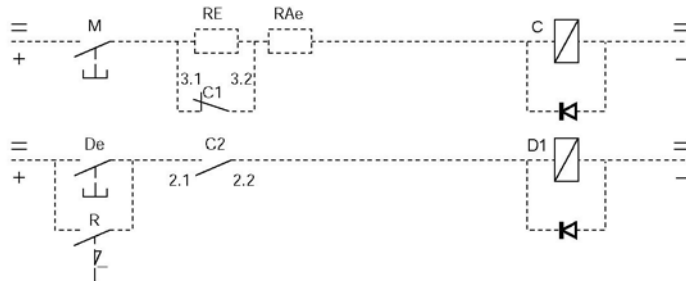 RE RAe
M C
= =
+ 3.1 3.2 −
C1
De C2 D1
= =
+ 2.1 2.2 −
R